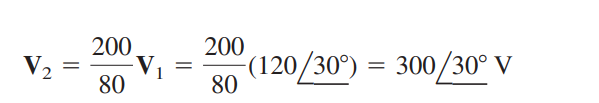 V₂ = 200/80 V₁ = 200/80 (120∠30°) = 300∠30° V